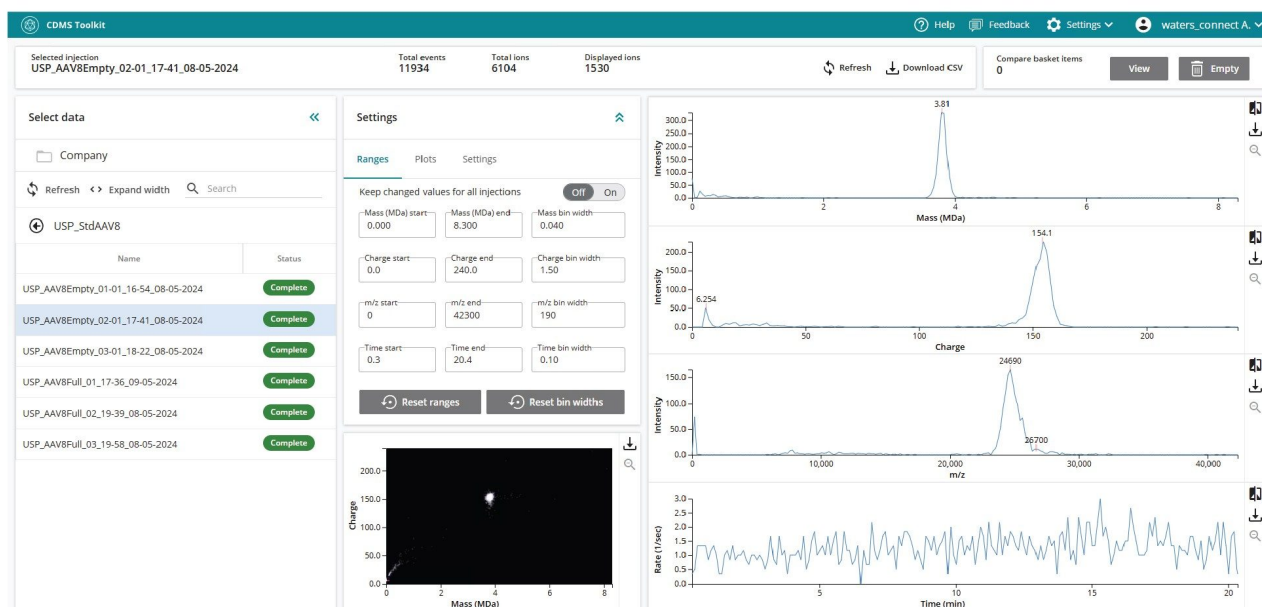 CDMS Toolkit
Help Feedback Settings waters_connect A.
Selected injection
USP_AAV8Empty_02-01_17-41_08-05-2024
Total events
11934
Total ions
6104
Displayed ions
1530
Refresh Download CSV
Compare basket items
0
View Empty
Select data
Company
Refresh Expand width Search
USP_StdAAV8
Name Status
USP_AAV8Empty_01-01_16-54_08-05-2024 Complete
USP_AAV8Empty_02-01_17-41_08-05-2024 Complete
USP_AAV8Empty_03-01_18-22_08-05-2024 Complete
USP_AAV8Full_01_17-36_09-05-2024 Complete
USP_AAV8Full_02_19-39_08-05-2024 Complete
USP_AAV8Full_03_19-58_08-05-2024 Complete
Settings
Ranges Plots Settings
Keep changed values for all injections Off On
Mass (MDa) start Mass (MDa) end Mass bin width
0.000 8.300 0.040
Charge start Charge end Charge bin width
0.0 240.0 1.50
m/z start m/z end m/z bin width
0 42300 190
Time start Time end Time bin width
0.3 20.4 0.10
Reset ranges Reset bin widths
200.0
150.0
100.0
50.0
0.0
Charge
0 2 4 6 8
Mass (MDa)
3.81
300.0
250.0
200.0
150.0
100.0
50.0
0.0
Intensity
0 2 4 6 8
Mass (MDa)
154.1
200.0
150.0
100.0
6.254
50.0
0.0
Intensity
0 50 100 150 200
Charge
24690
150.0
100.0
50.0
26700
0.0
Intensity
0 10,000 20,000 30,000 40,000
m/z
3.0
2.5
2.0
1.5
1.0
0.5
0.0
Rate (1/sec)
5 10 15 20
Time (min)